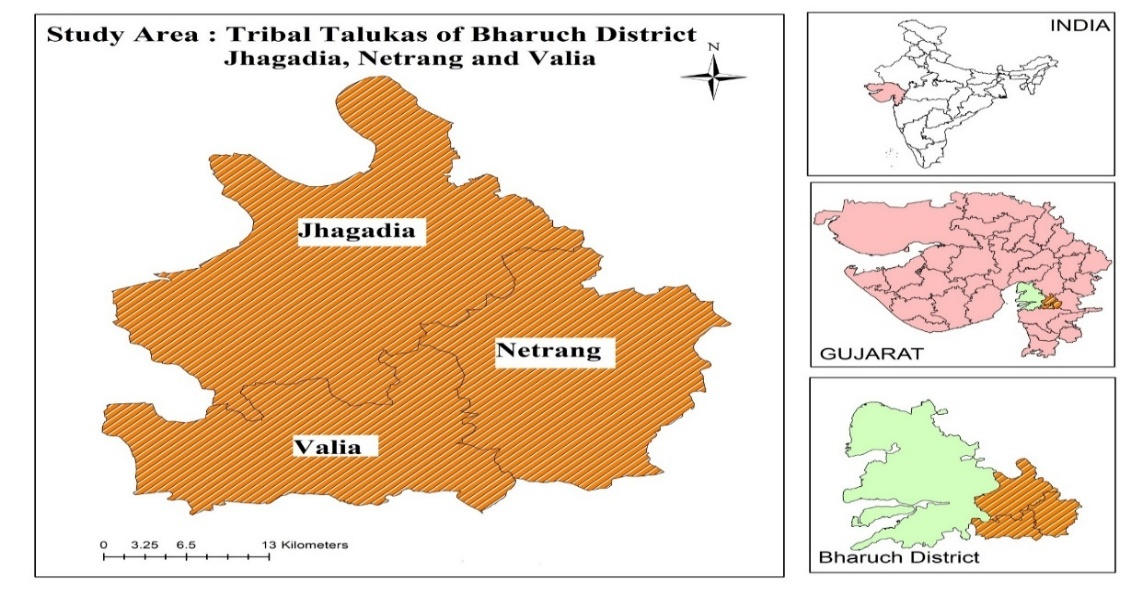 Study Area : Tribal Talukas of Bharuch District
Jhagadia, Netrang and Valia
N
Jhagadia
Netrang
Valia
0 3.25 6.5 13 Kilometers
INDIA
GUJARAT
Bharuch District